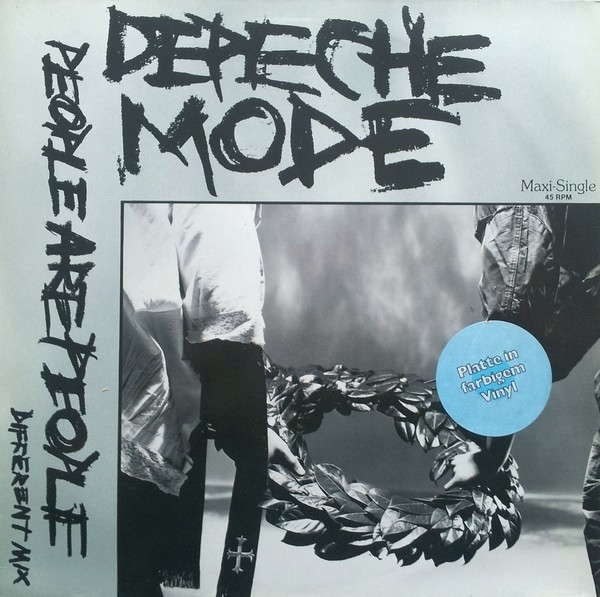 DEPECHE
MODE
PEOPLE ARE PEOPLE
DIFFERENT MIX
Maxi-Single
45 RPM
Platte in
farbigem
Vinyl